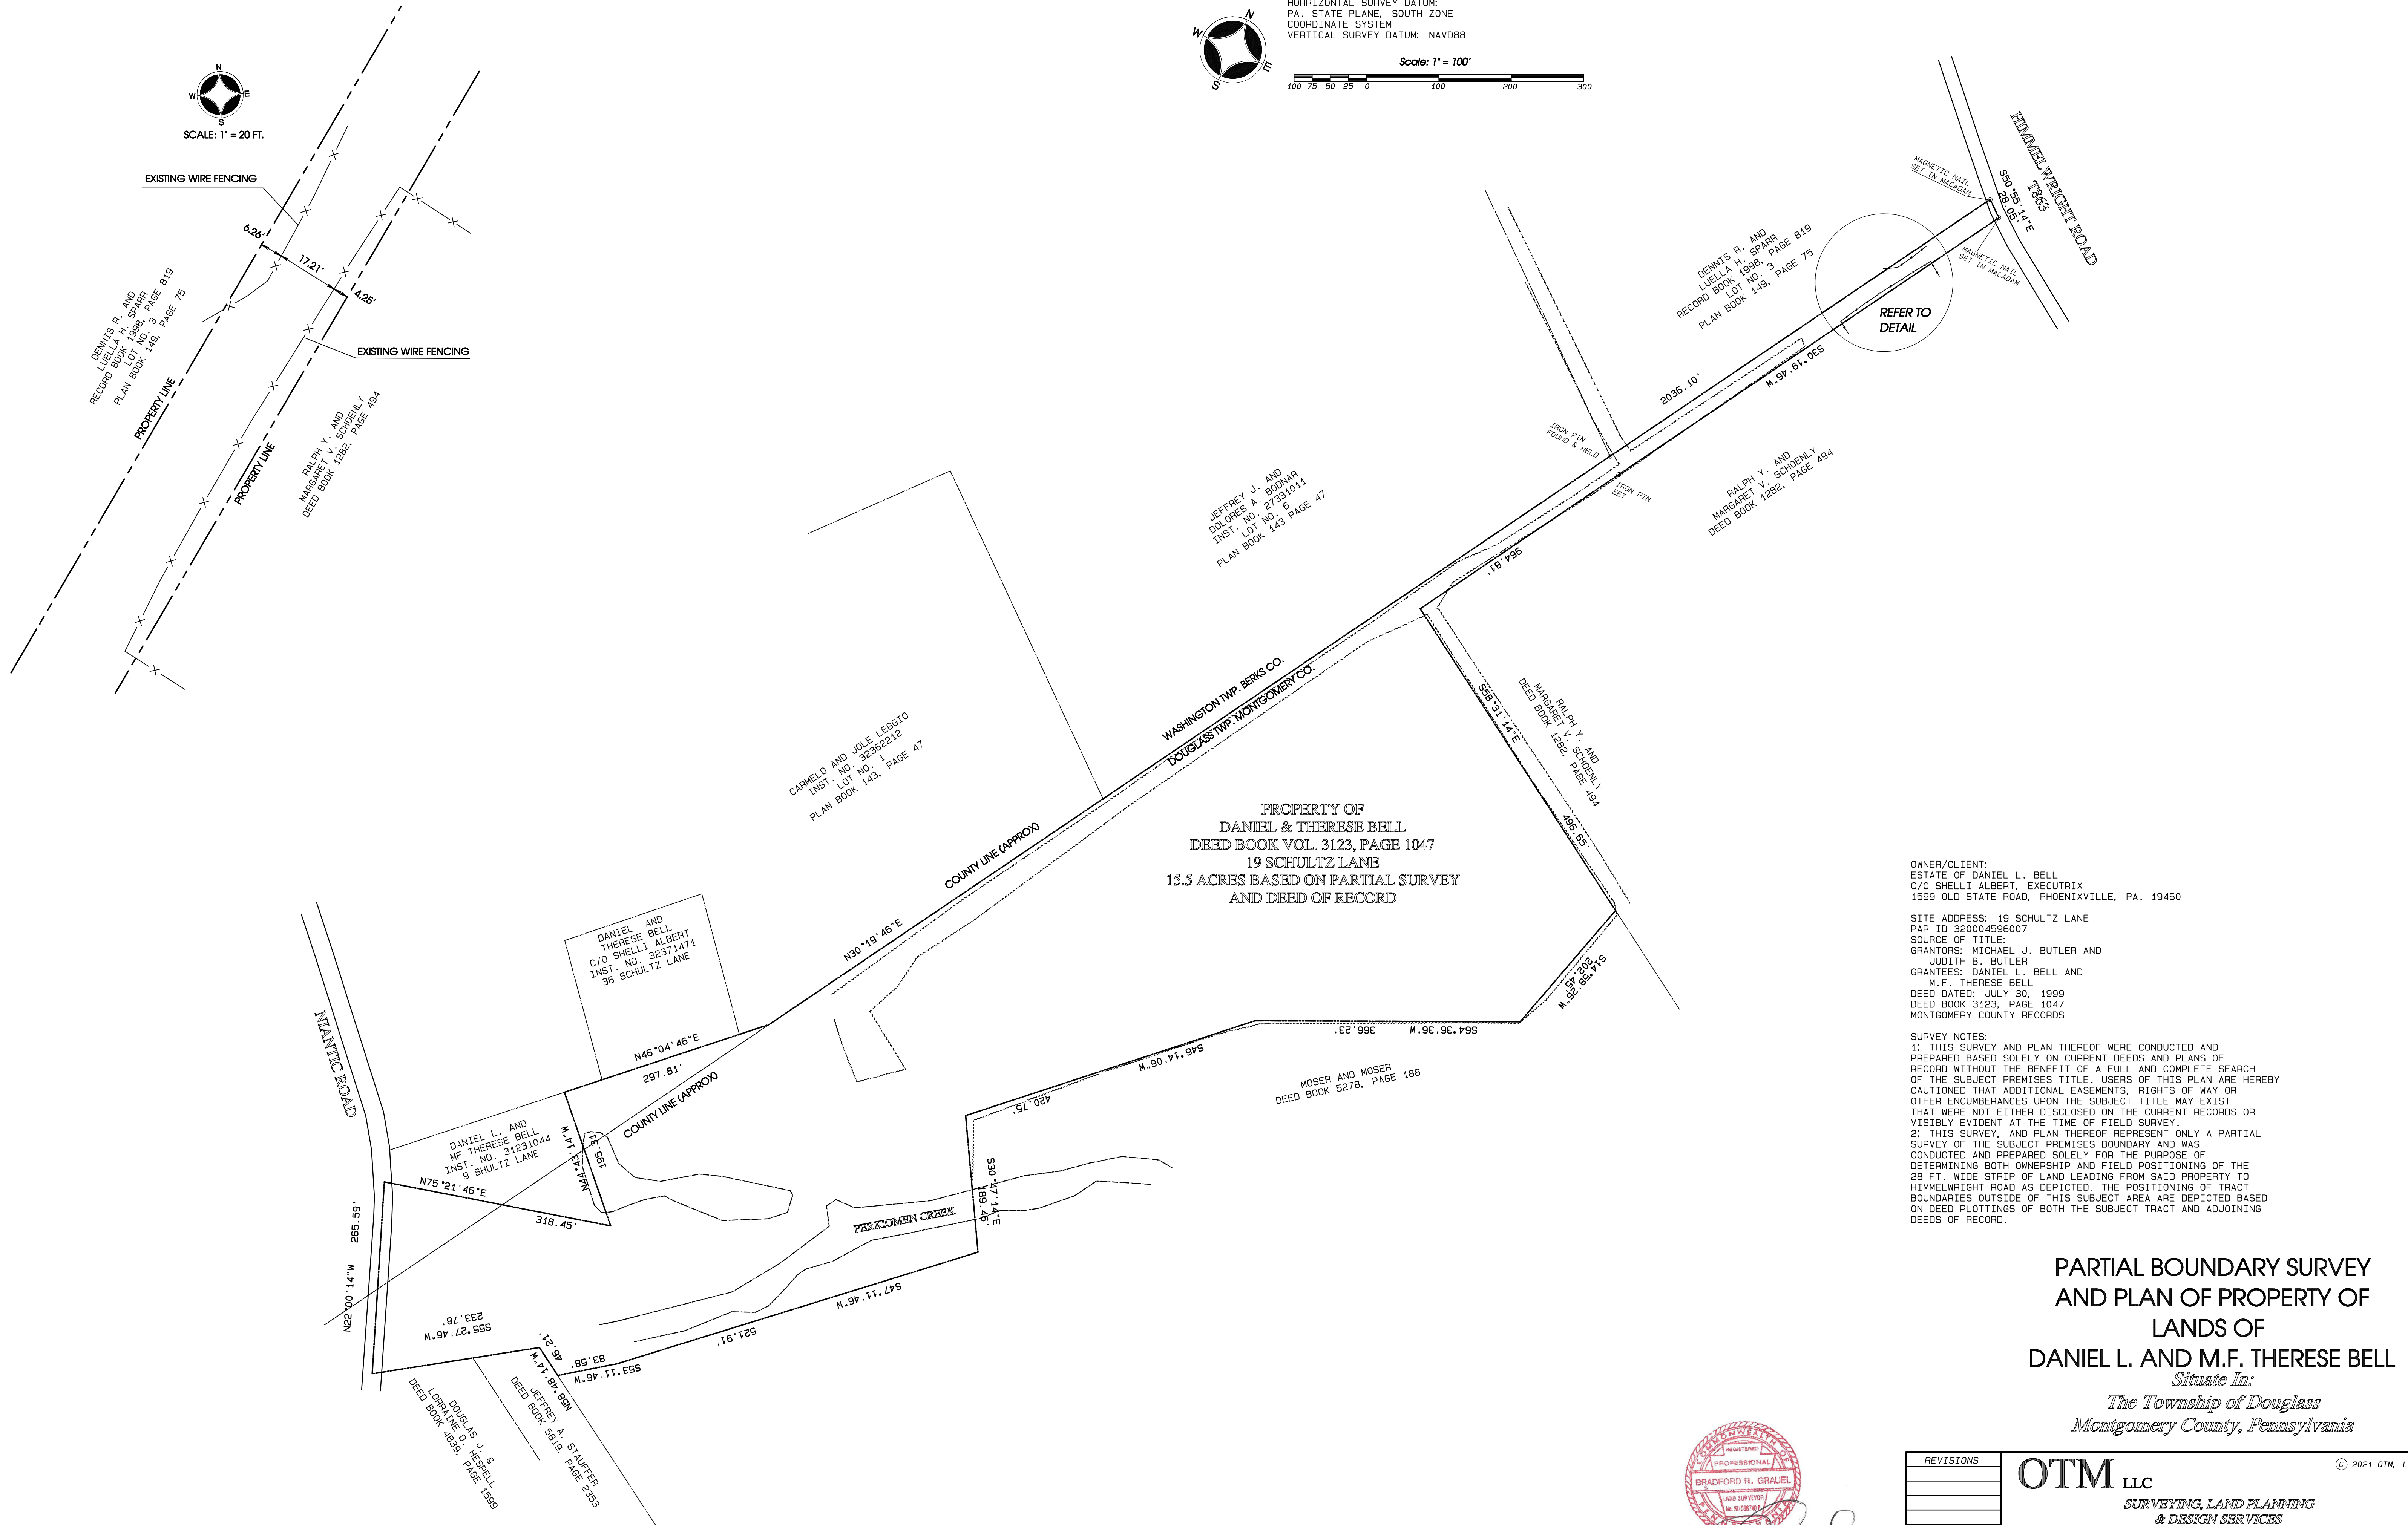 HORRIZONTAL SURVEY DATUM:
PA. STATE PLANE, SOUTH ZONE
COORDINATE SYSTEM
VERTICAL SURVEY DATUM: NAVD88
N
W
E
S
Scale: 1" = 100'
100 75 50 25 0 100 200 300
N
W
E
S
SCALE: 1" = 20 FT.
EXISTING WIRE FENCING
6.26'
17.21'
4.25'
EXISTING WIRE FENCING
DENNIS R. AND
LUELLA H. SPARR
RECORD BOOK 1998, PAGE 819
LOT NO. 3
PLAN BOOK 149, PAGE 75
PROPERTY LINE
PROPERTY LINE
RALPH Y. AND
MARGARET V. SCHOENLY
DEED BOOK 1282, PAGE 494
HIMMELWRIGHT ROAD
T863
MAGNETIC NAIL
SET IN MACADAM
S50°55'14"E
28.05'
MAGNETIC NAIL
SET IN MACADAM
DENNIS R. AND
LUELLA H. SPARR
RECORD BOOK 1998, PAGE 819
LOT NO. 3
PLAN BOOK 149, PAGE 75
REFER TO
DETAIL
S30°19'46"W
2036.10'
IRON PIN
FOUND & HELD
IRON PIN
SET
RALPH Y. AND
MARGARET V. SCHOENLY
DEED BOOK 1282, PAGE 494
JEFFREY J. AND
DOLORES A. BODNAR
INST. NO. 27331011
LOT NO. 6
PLAN BOOK 143 PAGE 47
964.81'
WASHINGTON TWP. BERKS CO.
DOUGLASS TWP. MONTGOMERY CO.
S58°31'14"E
RALPH Y. AND
MARGARET V. SCHOENLY
DEED BOOK 1282, PAGE 494
496.65'
CARMELO AND JOLE LEGGIO
INST. NO. 32362212
LOT NO. 1
PLAN BOOK 143, PAGE 47
COUNTY LINE (APPROX)
PROPERTY OF
DANIEL & THERESE BELL
DEED BOOK VOL. 3123, PAGE 1047
19 SCHULTZ LANE
15.5 ACRES BASED ON PARTIAL SURVEY
AND DEED OF RECORD
N30°19'46"E
S14°58'26"W
202.45'
DANIEL AND
THERESE BELL
C/O SHELLI ALBERT
INST. NO. 32371471
36 SCHULTZ LANE
NIANTIC ROAD
N46°04'46"E
297.81'
COUNTY LINE (APPROX)
S64°36'36"W
366.23'
S46°14'06"W
420.75'
MOSER AND MOSER
DEED BOOK 5278, PAGE 188
DANIEL L. AND
MF THERESE BELL
INST. NO. 31231044
9 SHULTZ LANE
N44°43'14"W
195.31'
N75°21'46"E
318.45'
S30°47'14"E
189.46'
PERKIOMEN CREEK
N22°00'14"W
265.59'
S55°27'46"W
233.78'
46.21'
N58°48'14"W
83.58'
S53°11'46"W
521.91'
S47°11'46"W
DOUGLAS J. &
LORRAINE D. HESPELL
DEED BOOK 4839, PAGE 1599
JEFFREY A. STAUFFER
DEED BOOK 5819, PAGE 2353
OWNER/CLIENT:
ESTATE OF DANIEL L. BELL
C/O SHELLI ALBERT, EXECUTRIX
1599 OLD STATE ROAD, PHOENIXVILLE, PA. 19460
SITE ADDRESS: 19 SCHULTZ LANE
PAR ID 320004596007
SOURCE OF TITLE:
GRANTORS: MICHAEL J. BUTLER AND
JUDITH B. BUTLER
GRANTEES: DANIEL L. BELL AND
M.F. THERESE BELL
DEED DATED: JULY 30, 1999
DEED BOOK 3123, PAGE 1047
MONTGOMERY COUNTY RECORDS
SURVEY NOTES:
1) THIS SURVEY AND PLAN THEREOF WERE CONDUCTED AND
PREPARED BASED SOLELY ON CURRENT DEEDS AND PLANS OF
RECORD WITHOUT THE BENEFIT OF A FULL AND COMPLETE SEARCH
OF THE SUBJECT PREMISES TITLE. USERS OF THIS PLAN ARE HEREBY
CAUTIONED THAT ADDITIONAL EASEMENTS, RIGHTS OF WAY OR
OTHER ENCUMBERANCES UPON THE SUBJECT TITLE MAY EXIST
THAT WERE NOT EITHER DISCLOSED ON THE CURRENT RECORDS OR
VISIBLY EVIDENT AT THE TIME OF FIELD SURVEY.
2) THIS SURVEY, AND PLAN THEREOF REPRESENT ONLY A PARTIAL
SURVEY OF THE SUBJECT PREMISES BOUNDARY AND WAS
CONDUCTED AND PREPARED SOLELY FOR THE PURPOSE OF
DETERMINING BOTH OWNERSHIP AND FIELD POSITIONING OF THE
28 FT. WIDE STRIP OF LAND LEADING FROM SAID PROPERTY TO
HIMMELWRIGHT ROAD AS DEPICTED. THE POSITIONING OF TRACT
BOUNDARIES OUTSIDE OF THIS SUBJECT AREA ARE DEPICTED BASED
ON DEED PLOTTINGS OF BOTH THE SUBJECT TRACT AND ADJOINING
DEEDS OF RECORD.
PARTIAL BOUNDARY SURVEY
AND PLAN OF PROPERTY OF
LANDS OF
DANIEL L. AND M.F. THERESE BELL
Situate In:
The Township of Douglass
Montgomery County, Pennsylvania
COMMONWEALTH OF
REGISTERED
PROFESSIONAL
BRADFORD R. GRAUEL
LAND SURVEYOR
REVISIONS
OTM LLC
© 2021 OTM, L
SURVEYING, LAND PLANNING
& DESIGN SERVICES